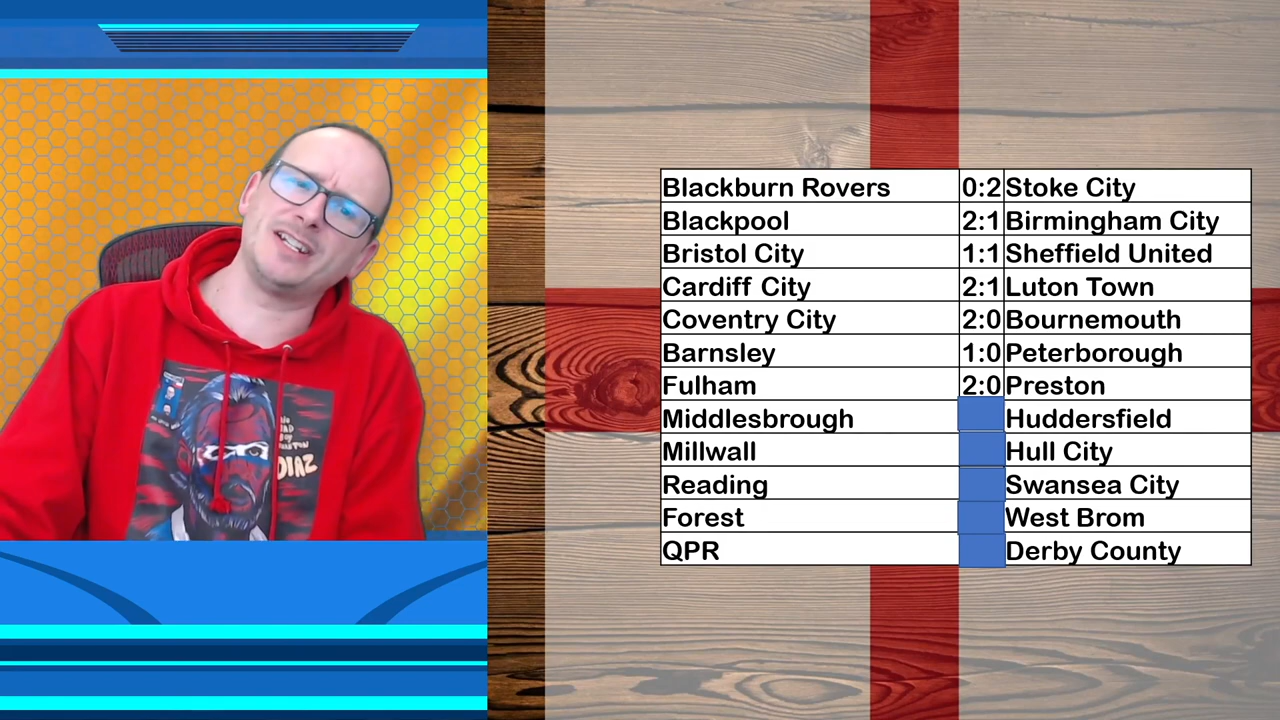 Blackburn Rovers 0:2 Stoke City
Blackpool 2:1 Birmingham City
Bristol City 1:1 Sheffield United
Cardiff City 2:1 Luton Town
Coventry City 2:0 Bournemouth
Barnsley 1:0 Peterborough
Fulham 2:0 Preston
Middlesbrough Huddersfield
Millwall Hull City
Reading Swansea City
Forest West Brom
QPR Derby County
DIAZ